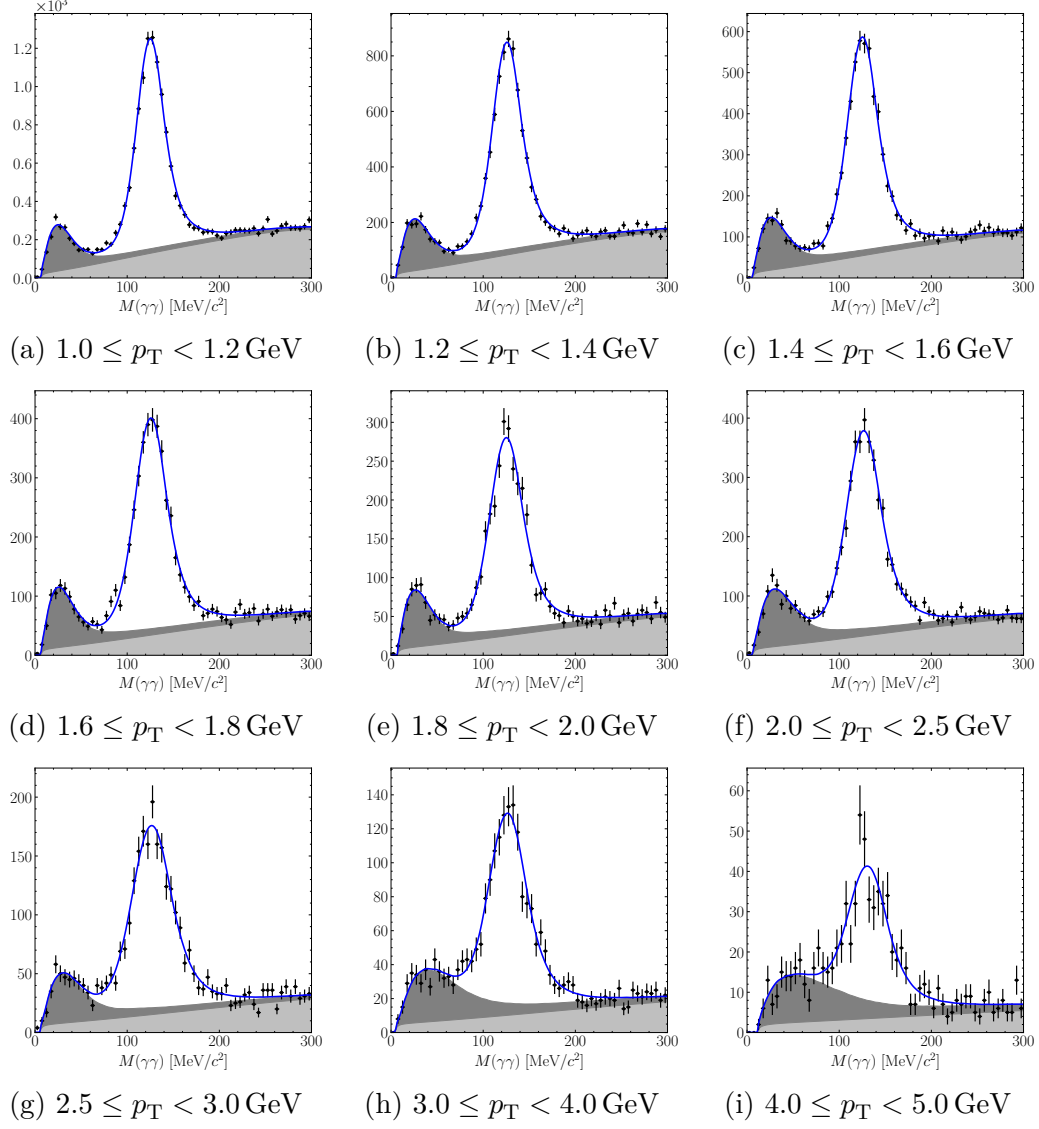 ×10³
1.2
1.0
0.8
0.6
0.4
0.2
0.0
0 100 200 300
M(γγ) [MeV/c²]
(a) 1.0 ≤ p_T < 1.2 GeV
800
600
400
200
0
0 100 200 300
M(γγ) [MeV/c²]
(b) 1.2 ≤ p_T < 1.4 GeV
600
500
400
300
200
100
0
0 100 200 300
M(γγ) [MeV/c²]
(c) 1.4 ≤ p_T < 1.6 GeV
400
300
200
100
0
0 100 200 300
M(γγ) [MeV/c²]
(d) 1.6 ≤ p_T < 1.8 GeV
300
250
200
150
100
50
0
0 100 200 300
M(γγ) [MeV/c²]
(e) 1.8 ≤ p_T < 2.0 GeV
400
300
200
100
0
0 100 200 300
M(γγ) [MeV/c²]
(f) 2.0 ≤ p_T < 2.5 GeV
200
150
100
50
0
0 100 200 300
M(γγ) [MeV/c²]
(g) 2.5 ≤ p_T < 3.0 GeV
140
120
100
80
60
40
20
0
0 100 200 300
M(γγ) [MeV/c²]
(h) 3.0 ≤ p_T < 4.0 GeV
60
50
40
30
20
10
0
0 100 200 300
M(γγ) [MeV/c²]
(i) 4.0 ≤ p_T < 5.0 GeV